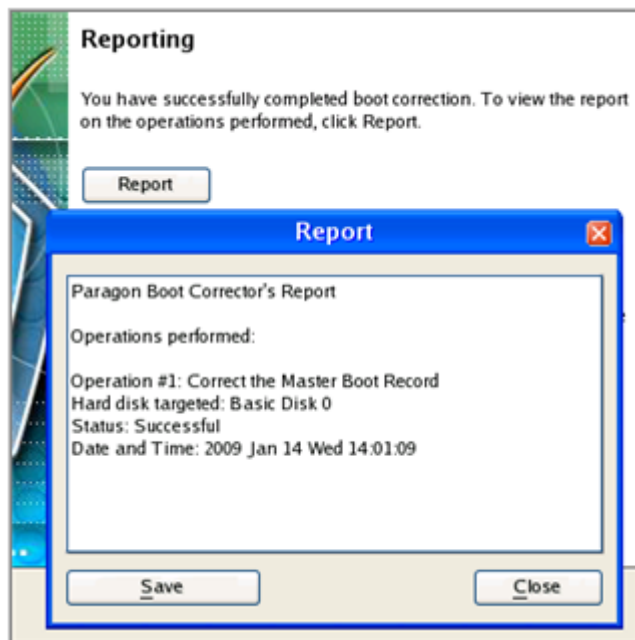 Reporting
You have successfully completed boot correction. To view the report
on the operations performed, click Report.
Report
Report
Paragon Boot Corrector's Report
Operations performed:
Operation #1: Correct the Master Boot Record
Hard disk targeted: Basic Disk 0
Status: Successful
Date and Time: 2009 Jan 14 Wed 14:01:09
Save
Close